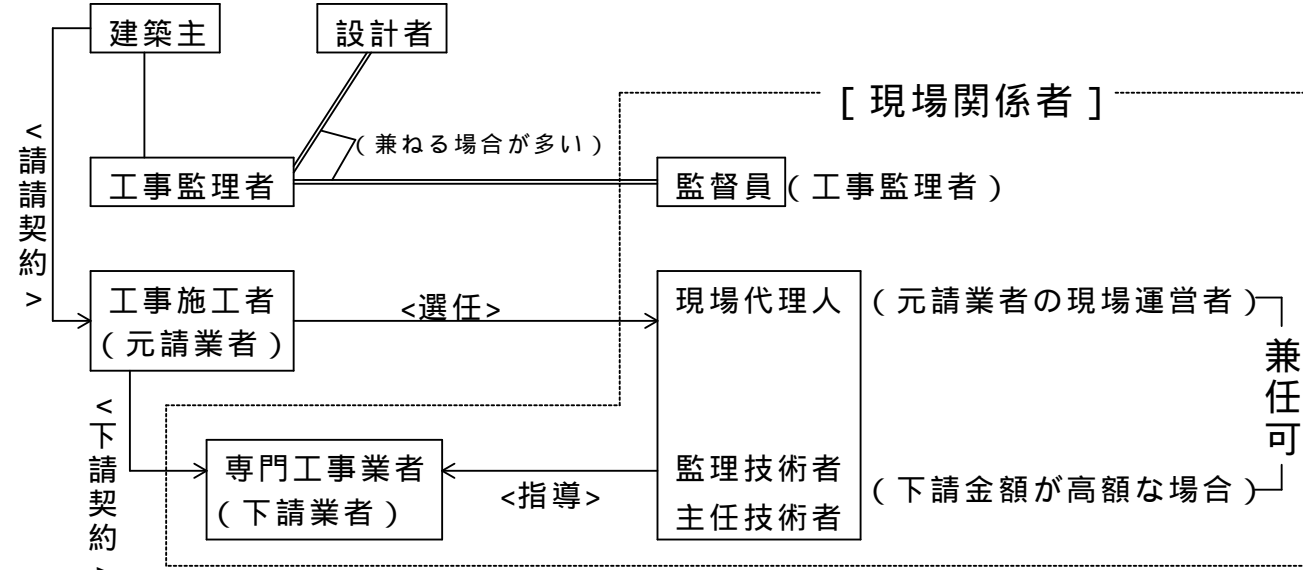 建築主
設計者
[ 現場関係者 ]
<請請契約>
(兼ねる場合が多い)
工事監理者
監督員(工事監理者)
工事施工者
(元請業者)
<選任>
現場代理人
(元請業者の現場運営者)
兼任可
<下請契約>
専門工事業者
(下請業者)
<指導>
監理技術者
(下請金額が高額な場合)
主任技術者